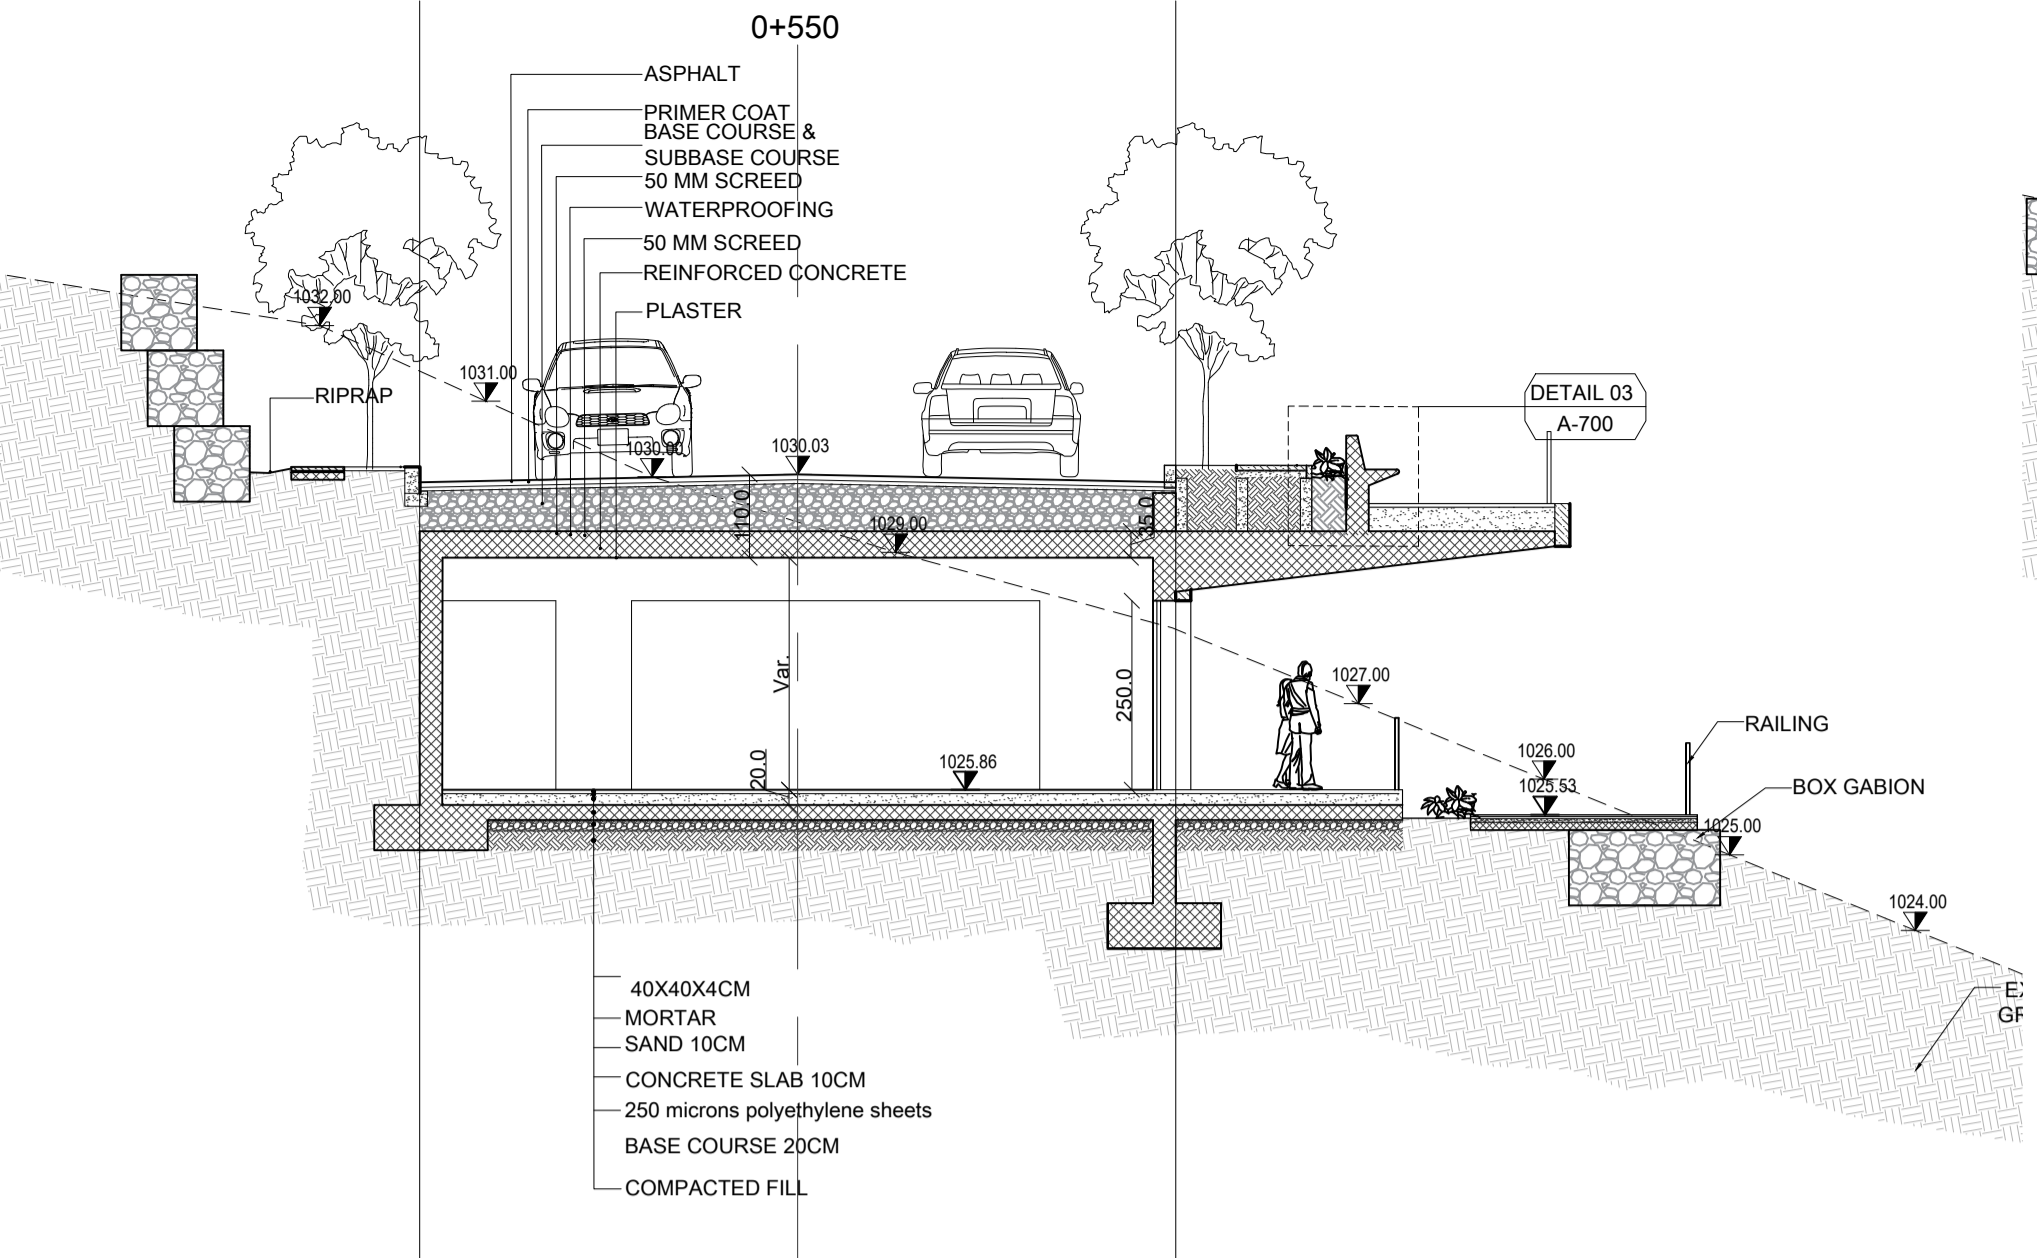 0+550
ASPHALT
PRIMER COAT
BASE COURSE &
SUBBASE COURSE
50 MM SCREED
WATERPROOFING
50 MM SCREED
REINFORCED CONCRETE
PLASTER
1032.00
1031.00
RIPRAP
1030.00
1030.03
DETAIL 03
A-700
110.0
1029.00
35.0
Var.
250.0
1027.00
20.0
1025.86
1026.00
1025.53
RAILING
BOX GABION
1025.00
1024.00
40X40X4CM
MORTAR
SAND 10CM
CONCRETE SLAB 10CM
250 microns polyethylene sheets
BASE COURSE 20CM
COMPACTED FILL